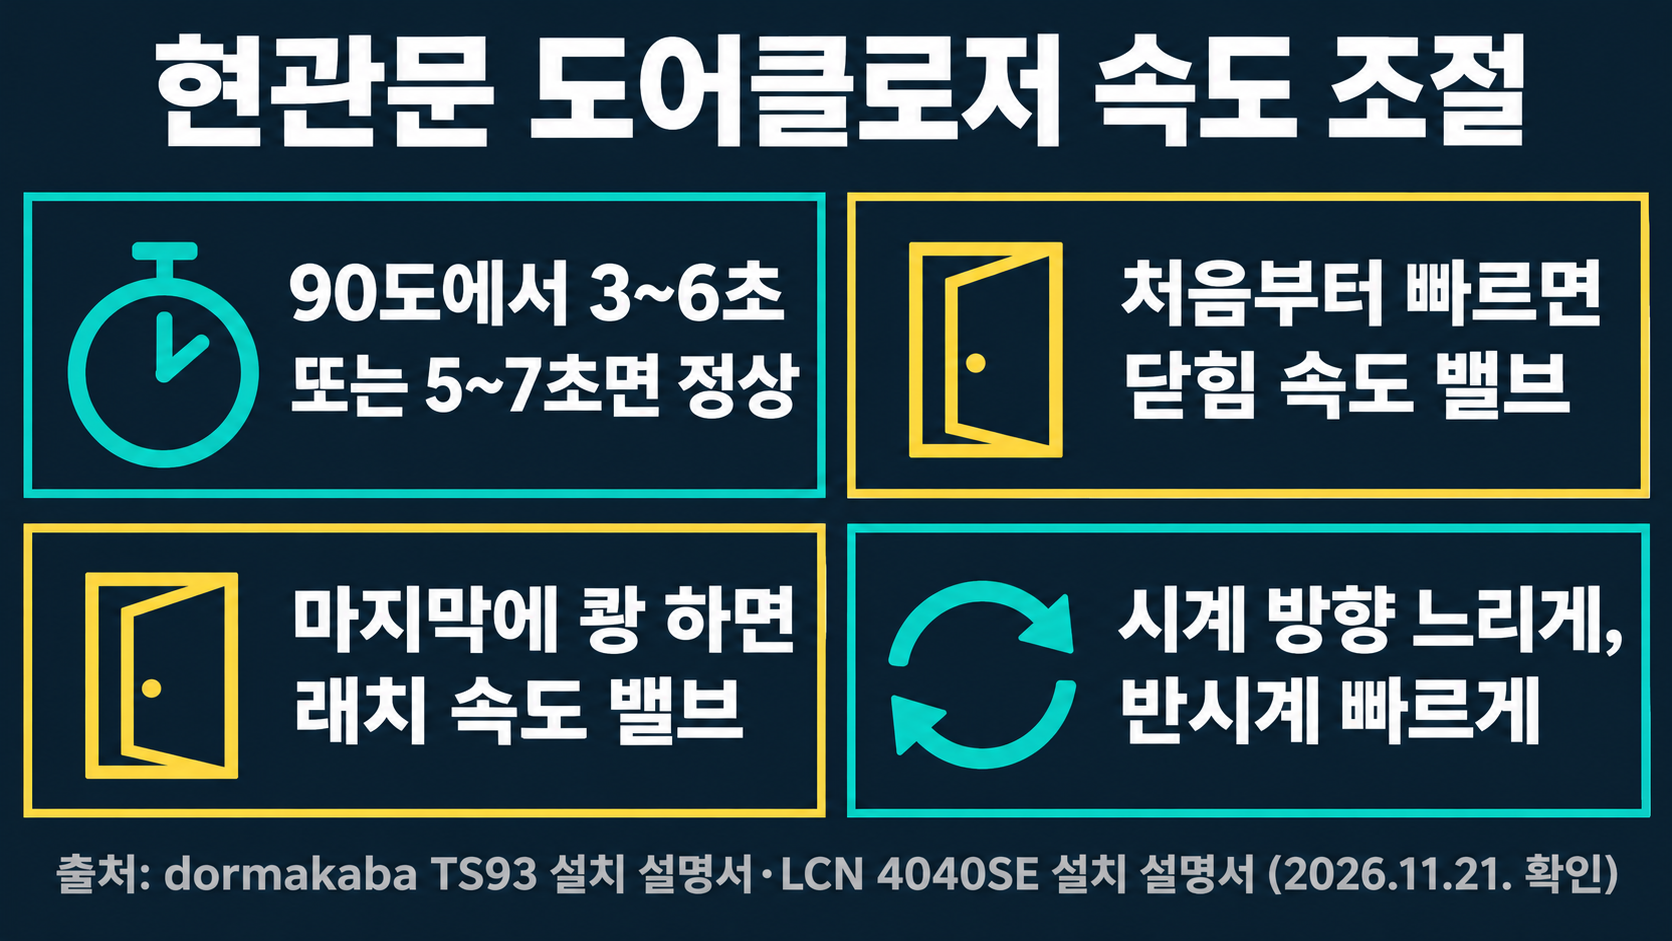 현관문 도어클로저 속도 조절
90도에서 3~6초
또는 5~7초면 정상
처음부터 빠르면
닫힘 속도 밸브
마지막에 쾅 하면
래치 속도 밸브
시계 방향 느리게,
반시계 빠르게
출처: dormakaba TS93 설치 설명서·LCN 4040SE 설치 설명서 (2026.11.21. 확인)